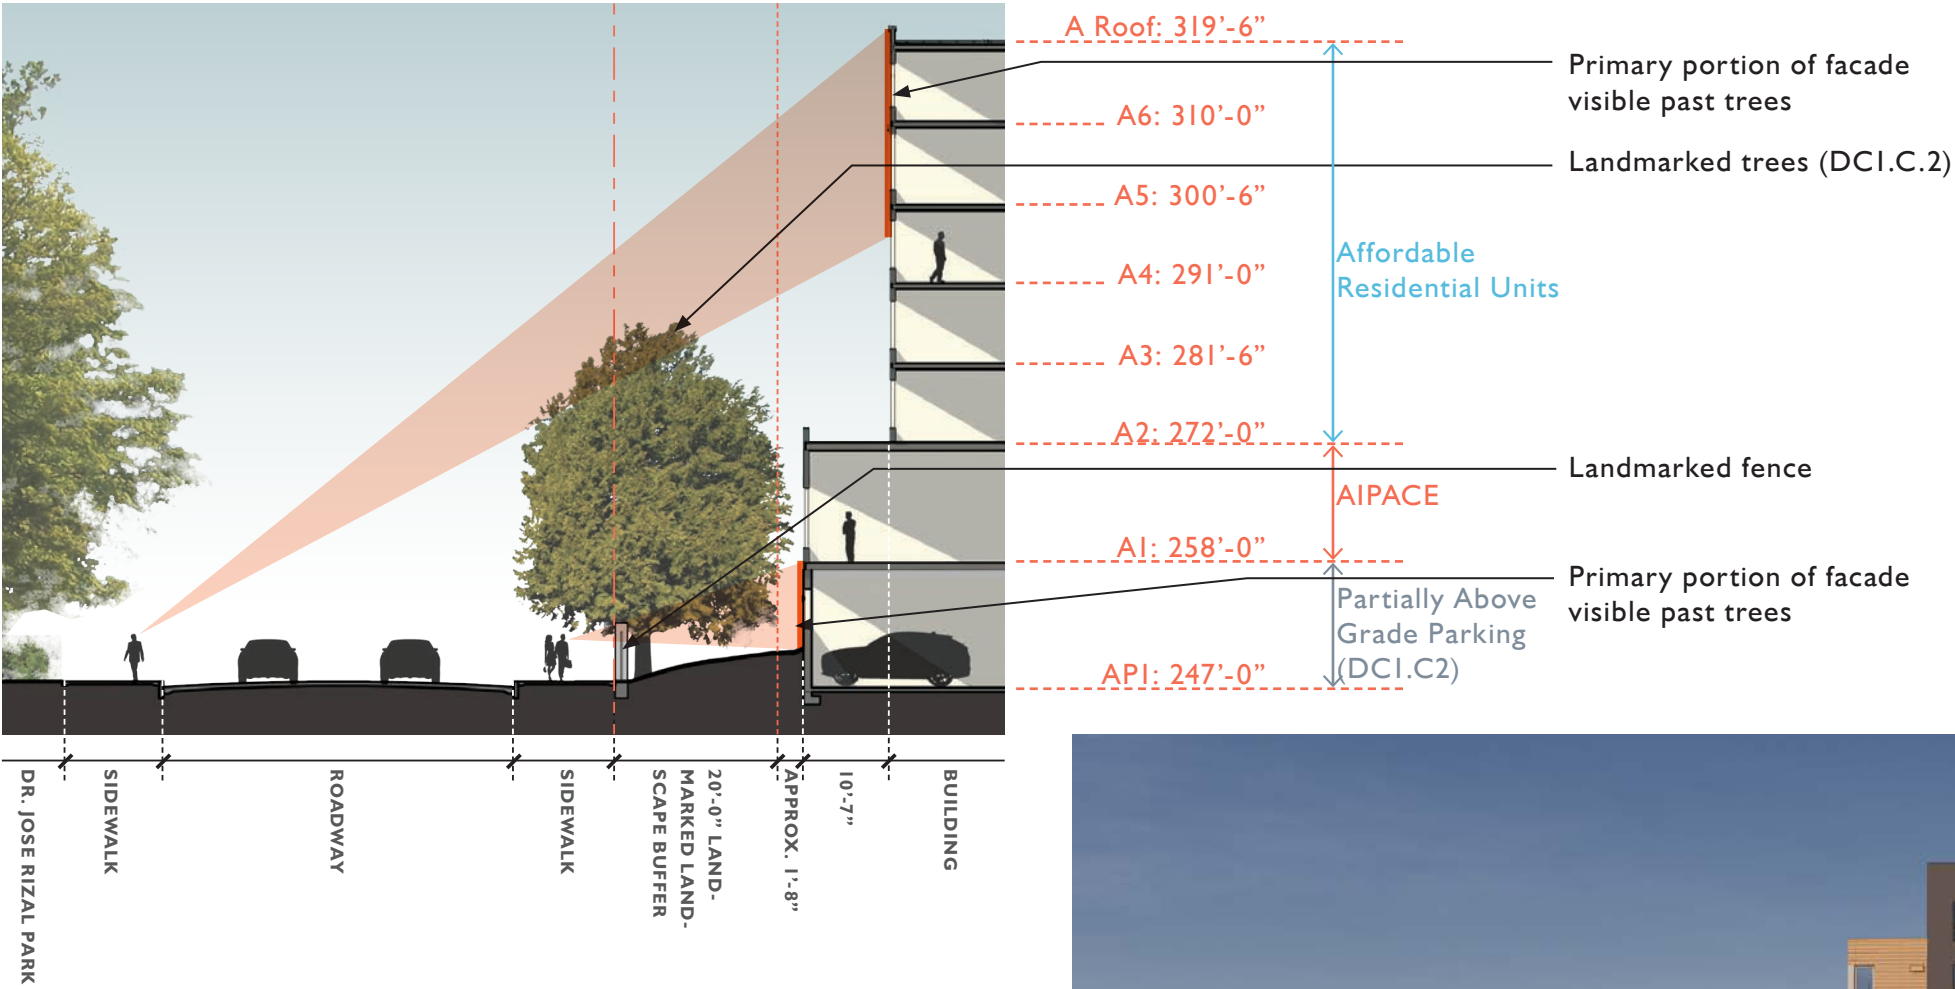 A Roof: 319’-6”
Primary portion of facade
visible past trees
A6: 310’-0”
Landmarked trees (DC1.C.2)
A5: 300’-6”
Affordable
Residential Units
A4: 291’-0”
A3: 281’-6”
A2: 272’-0”
Landmarked fence
AIPACE
A1: 258’-0”
Primary portion of facade
visible past trees
Partially Above
Grade Parking
(DC1.C2)
AP1: 247’-0”
DR. JOSE RIZAL PARK
SIDEWALK
ROADWAY
SIDEWALK
20’-0” LAND-
MARKED LAND-
SCAPE BUFFER
APPROX. 1’-8”
10’-7”
BUILDING